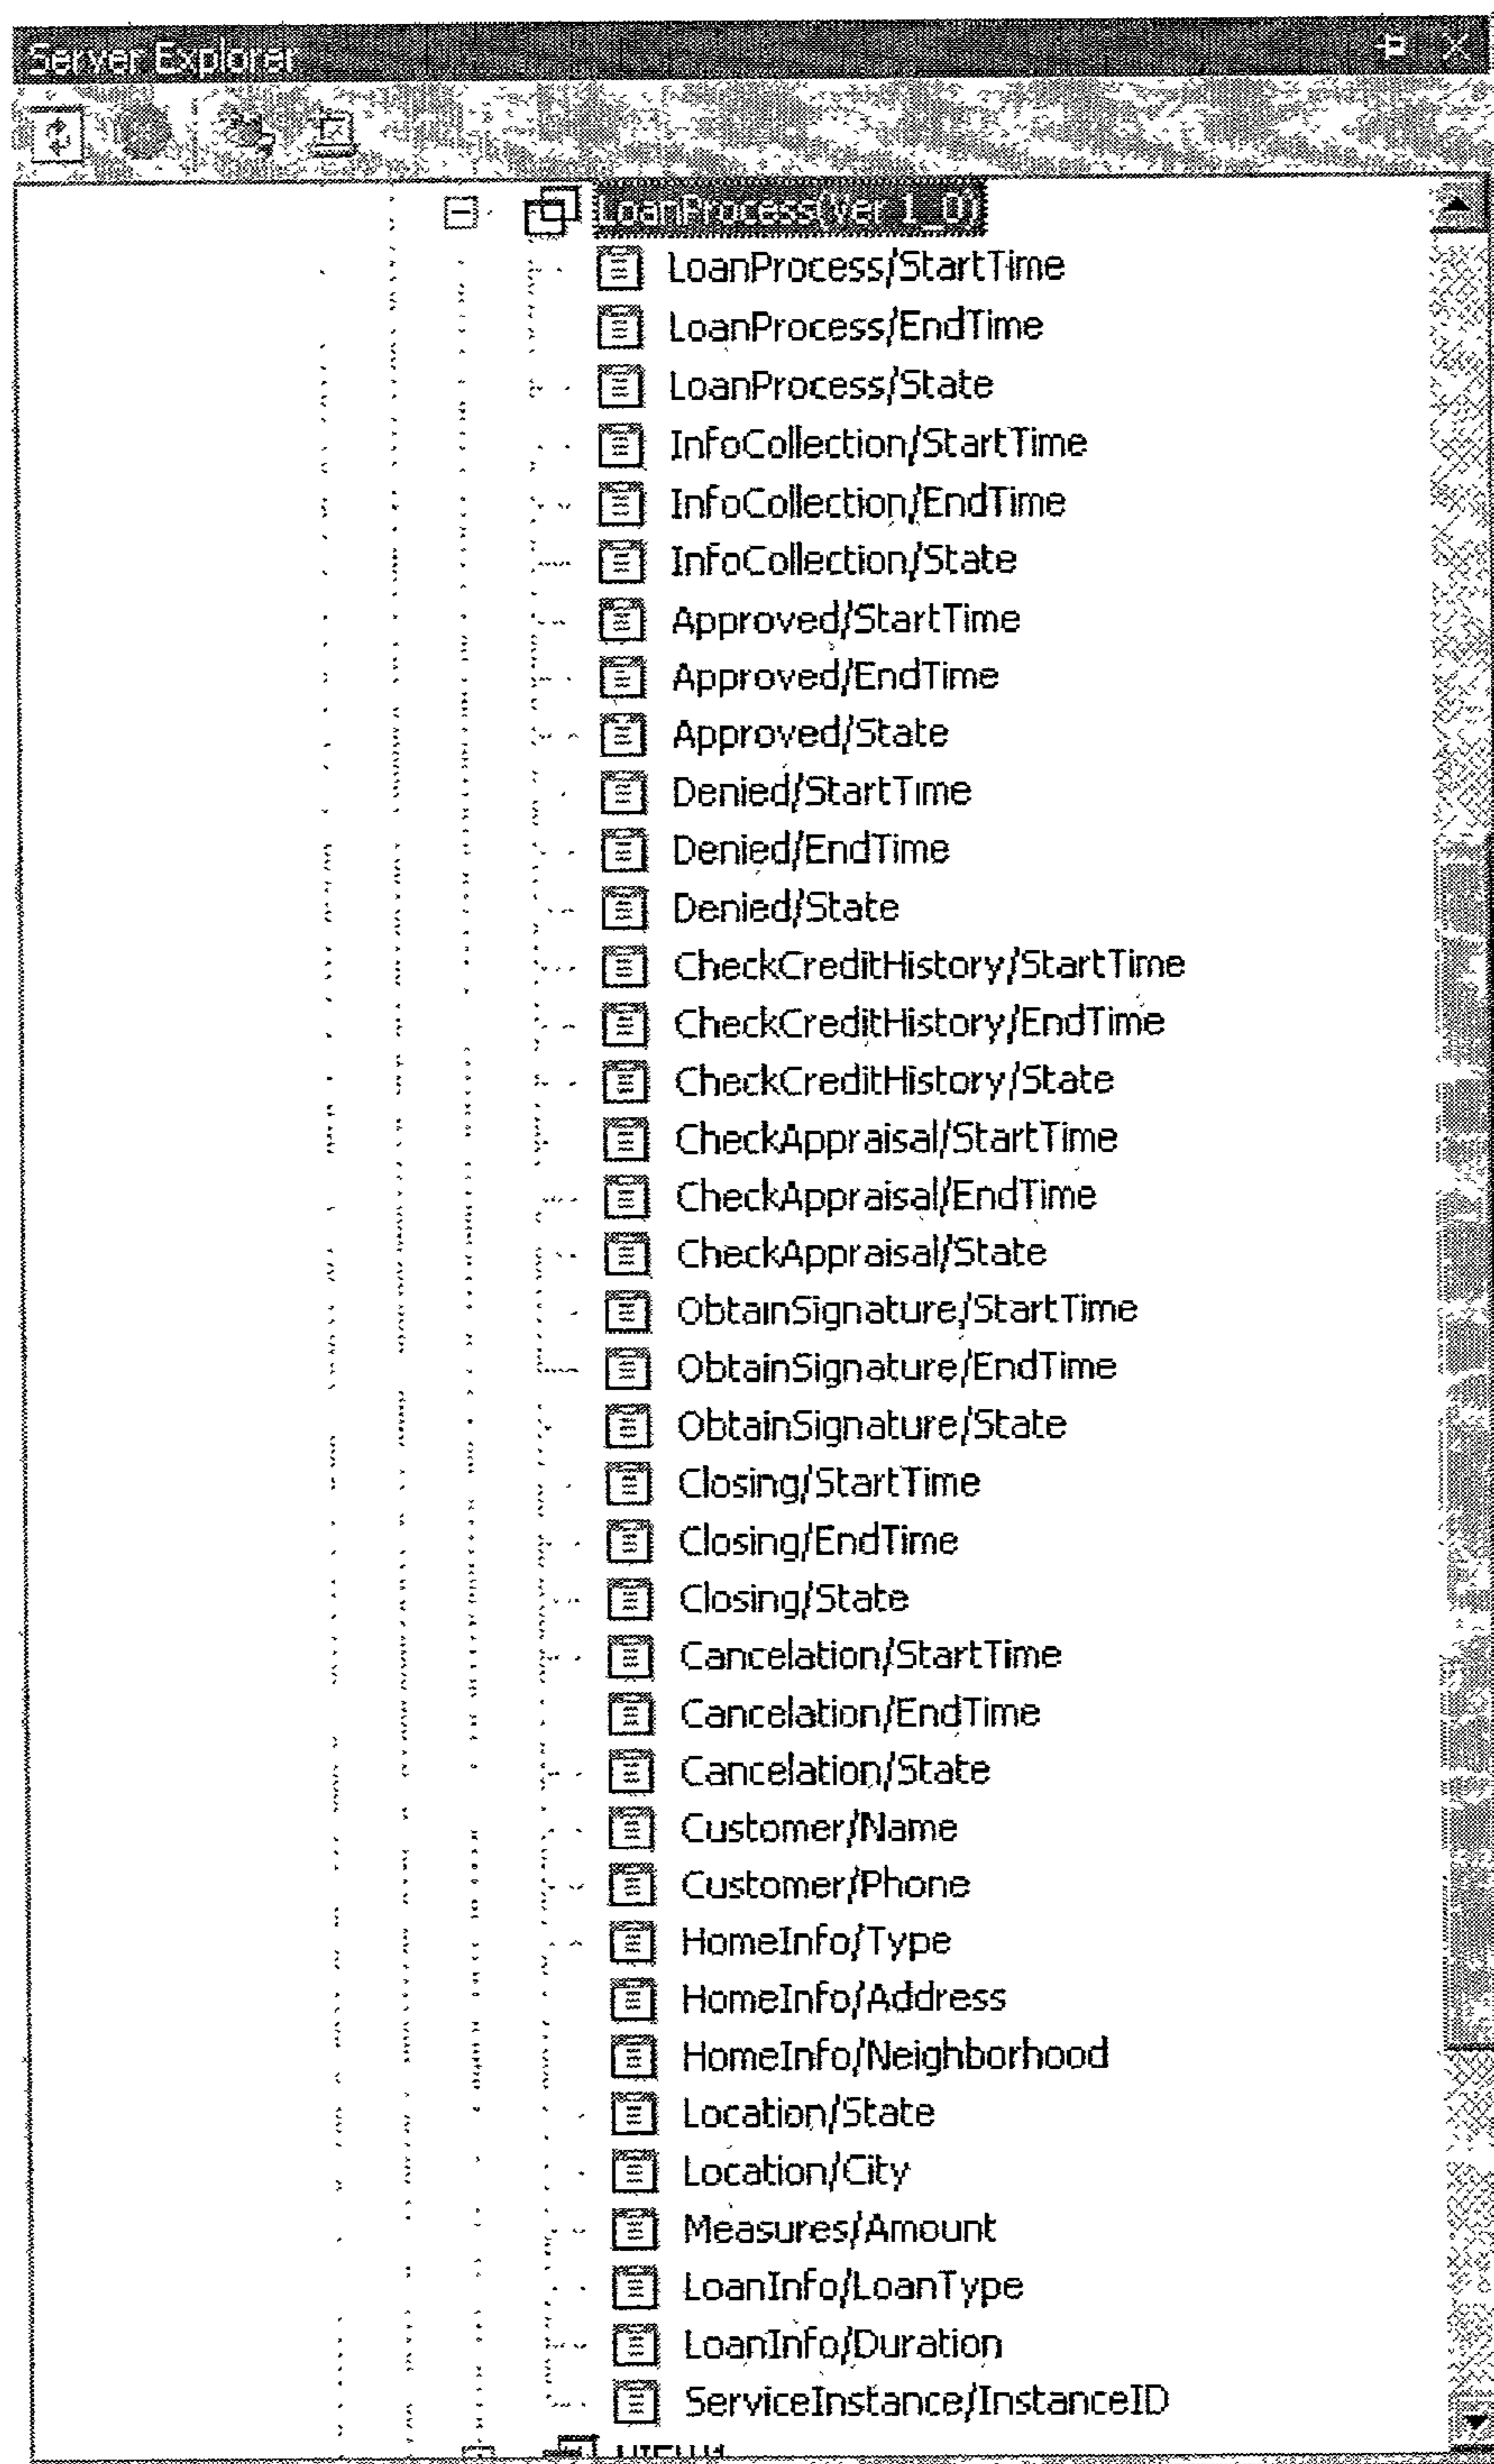 Server Explorer
LoanProcess(Ver 1_0)
LoanProcess/StartTime
LoanProcess/EndTime
LoanProcess/State
InfoCollection/StartTime
InfoCollection/EndTime
InfoCollection/State
Approved/StartTime
Approved/EndTime
Approved/State
Denied/StartTime
Denied/EndTime
Denied/State
CheckCreditHistory/StartTime
CheckCreditHistory/EndTime
CheckCreditHistory/State
CheckAppraisal/StartTime
CheckAppraisal/EndTime
CheckAppraisal/State
ObtainSignature/StartTime
ObtainSignature/EndTime
ObtainSignature/State
Closing/StartTime
Closing/EndTime
Closing/State
Cancelation/StartTime
Cancelation/EndTime
Cancelation/State
Customer/Name
Customer/Phone
HomeInfo/Type
HomeInfo/Address
HomeInfo/Neighborhood
Location/State
Location/City
Measures/Amount
LoanInfo/LoanType
LoanInfo/Duration
ServiceInstance/InstanceID